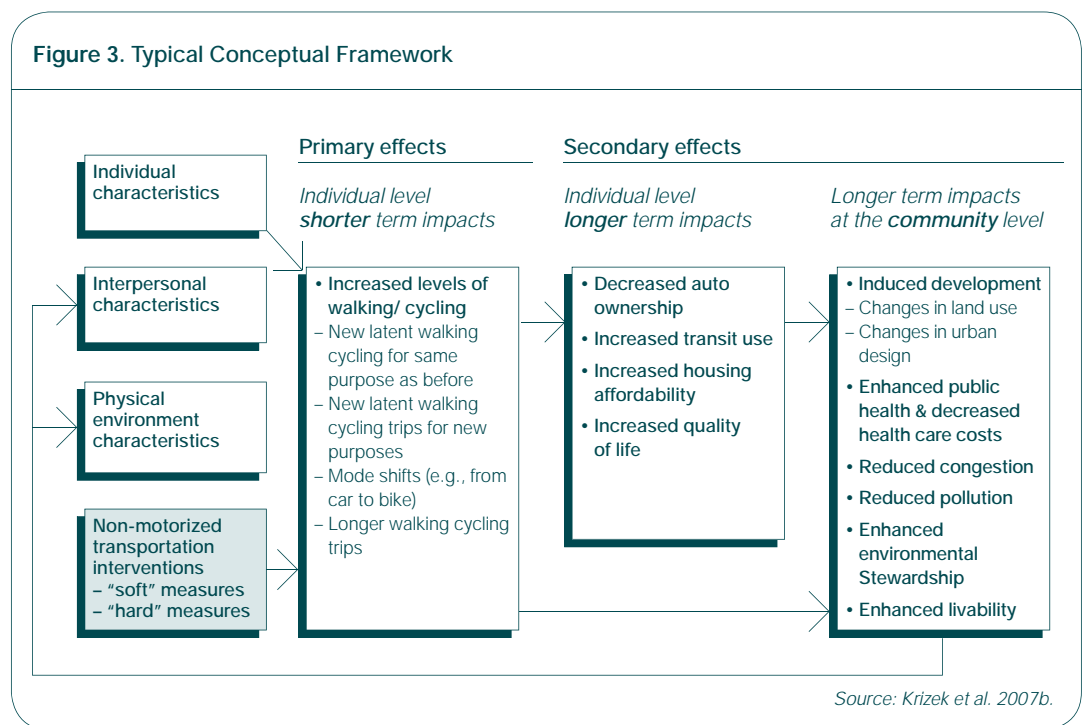 Figure 3. Typical Conceptual Framework
Individual
characteristics
Interpersonal
characteristics
Physical
environment
characteristics
Non-motorized
transportation
interventions
– “soft” measures
– “hard” measures
Primary effects
Individual level
shorter term impacts
• Increased levels of
walking/ cycling
– New latent walking
cycling for same
purpose as before
– New latent walking
cycling trips for new
purposes
– Mode shifts (e.g., from
car to bike)
– Longer walking cycling
trips
Secondary effects
Individual level
longer term impacts
• Decreased auto
ownership
• Increased transit use
• Increased housing
affordability
• Increased quality
of life
Longer term impacts
at the community level
• Induced development
– Changes in land use
– Changes in urban
design
• Enhanced public
health & decreased
health care costs
• Reduced congestion
• Reduced pollution
• Enhanced
environmental
Stewardship
• Enhanced livability
Source: Krizek et al. 2007b.